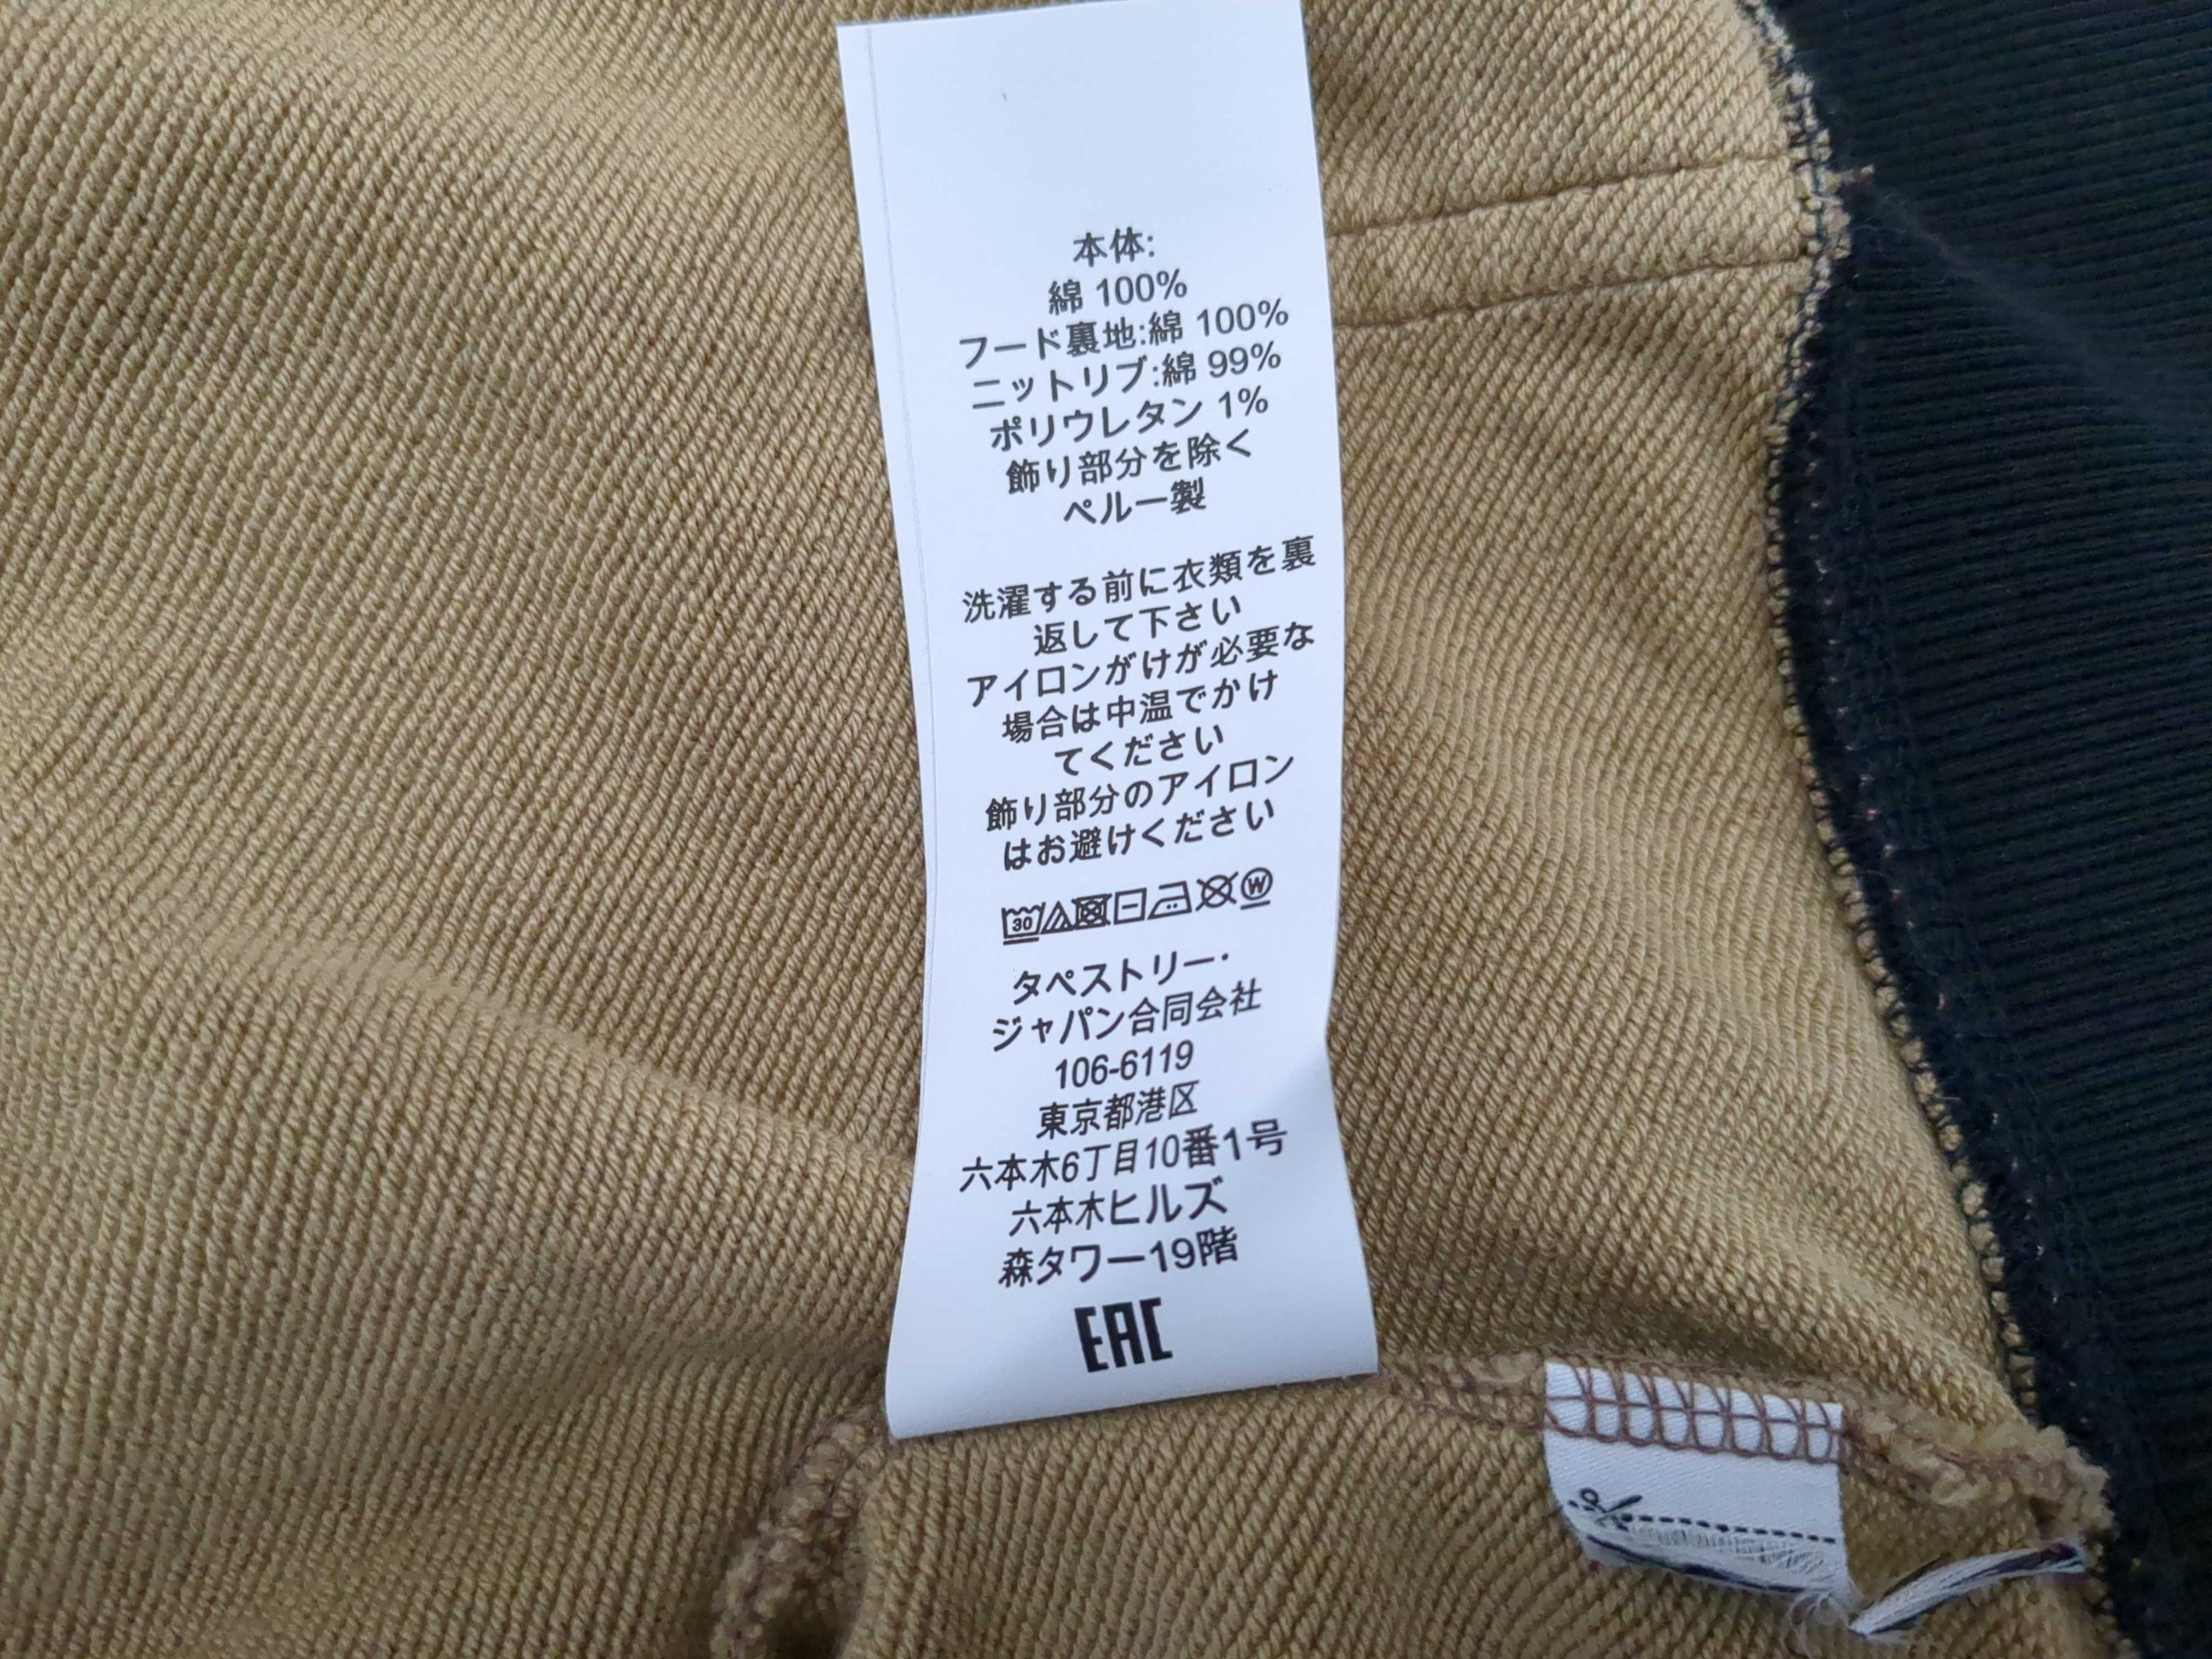 本体:
綿 100%
フード裏地:綿 100%
ニットリブ:綿 99%
ポリウレタン 1%
飾り部分を除く
ペルー製
洗濯する前に衣類を裏
返して下さい
アイロンがけが必要な
場合は中温でかけ
てください
飾り部分のアイロン
はお避けください
30 W
タペストリー・
ジャパン合同会社
106-6119
東京都港区
六本木6丁目10番1号
六本木ヒルズ
森タワー19階
EAC